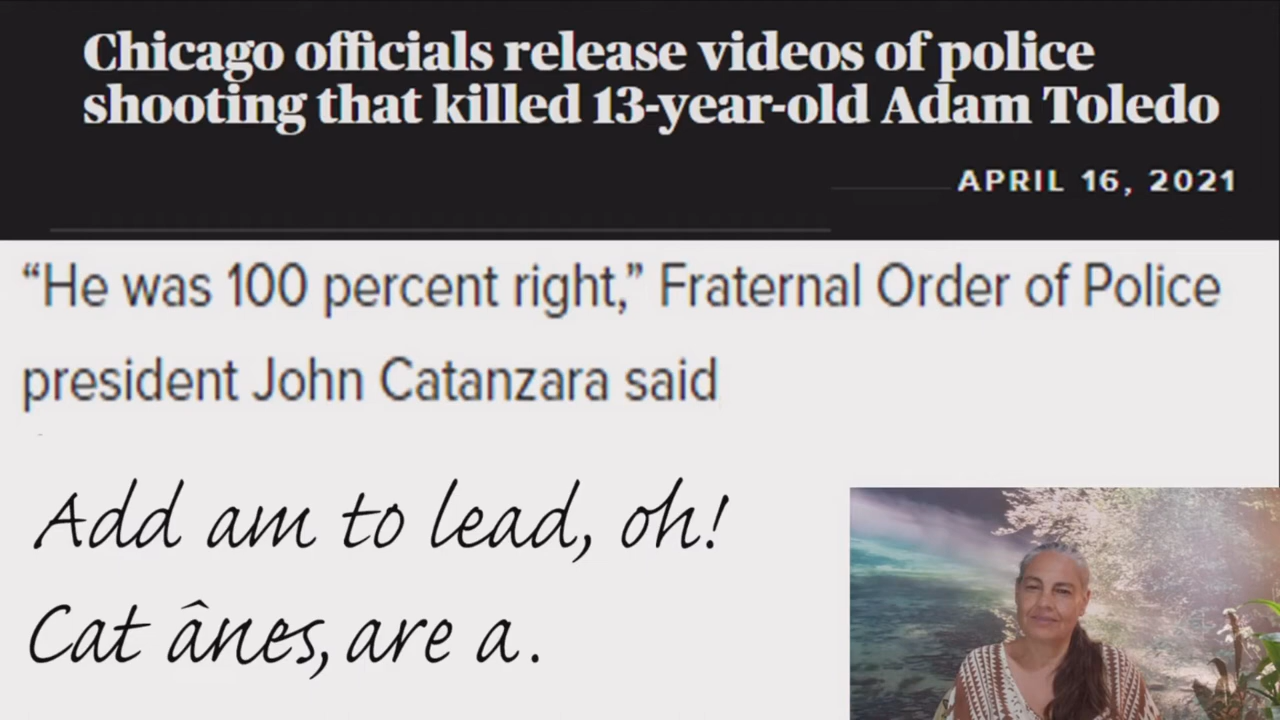 Chicago officials release videos of police
shooting that killed 13-year-old Adam Toledo
APRIL 16, 2021
“He was 100 percent right,” Fraternal Order of Police
president John Catanzara said
Add am to lead, oh!
Cat ânes, are a.